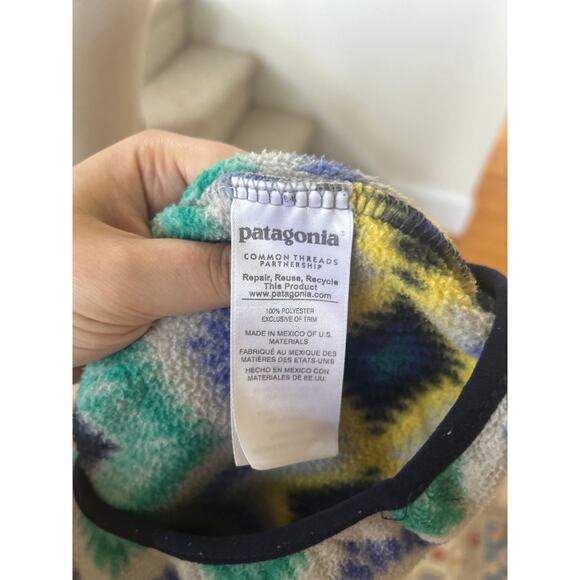 patagonia®
COMMON THREADS
PARTNERSHIP
Repair, Reuse, Recycle
This Product
www.patagonia.com
100% POLYESTER
EXCLUSIVE OF TRIM
MADE IN MEXICO OF U.S.
MATERIALS
FABRIQUÉ AU MEXIQUE DES
MATIÈRES DES ETATS-UNIS
HECHO EN MEXICO CON
MATERIALES DE EE.UU.